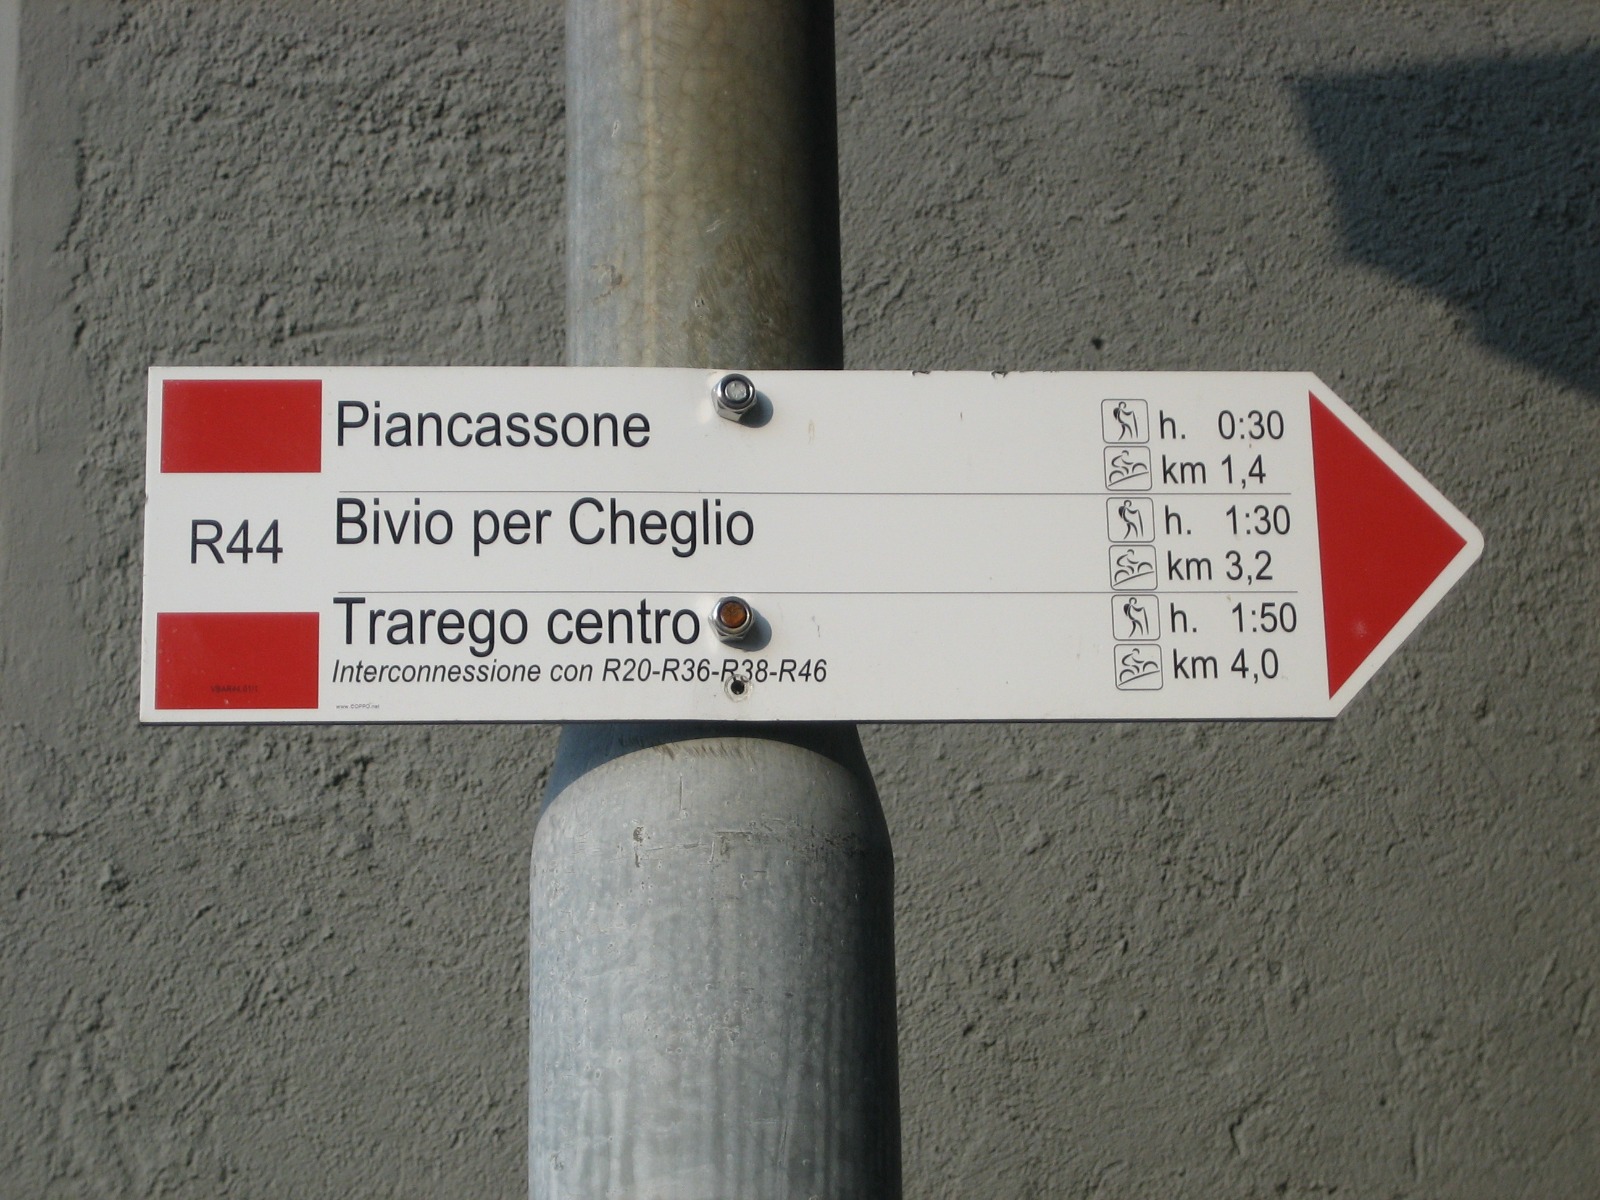 Piancassone
h. 0:30
km 1,4
R44
Bivio per Cheglio
h. 1:30
km 3,2
Trarego centro
h. 1:50
Interconnessione con R20-R36-R38-R46
km 4,0